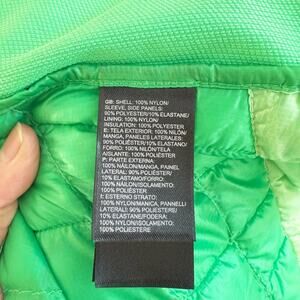 GB: SHELL: 100% NYLON/
SLEEVE, SIDE PANELS:
90% POLYESTER/10% ELASTANE/
LINING: 100% NYLON/
INSULATION: 100% POLYESTER
E: TELA EXTERIOR: 100% NILÓN/
MANGA, PANELES LATERALES:
90% POLIÉSTER/10% ELASTANO/
FORRO: 100% NILÓN/TELA
AISLANTE: 100% POLIÉSTER
P: PARTE EXTERNA:
100% NÁILON/MANGA, PAINEL
LATERAL: 90% POLIÉSTER/
10% ELASTANO/FORRO:
100% NÁILON/ISOLAMENTO:
100% POLIÉSTER
I: ESTERNO STRATO:
100% NYLON/MANICA, PANNELLI
LATERALI: 90% POLIESTERE/
10% ELASTANE/FODERA:
100% NYLON/ISOLAMENTO:
100% POLIESTERE